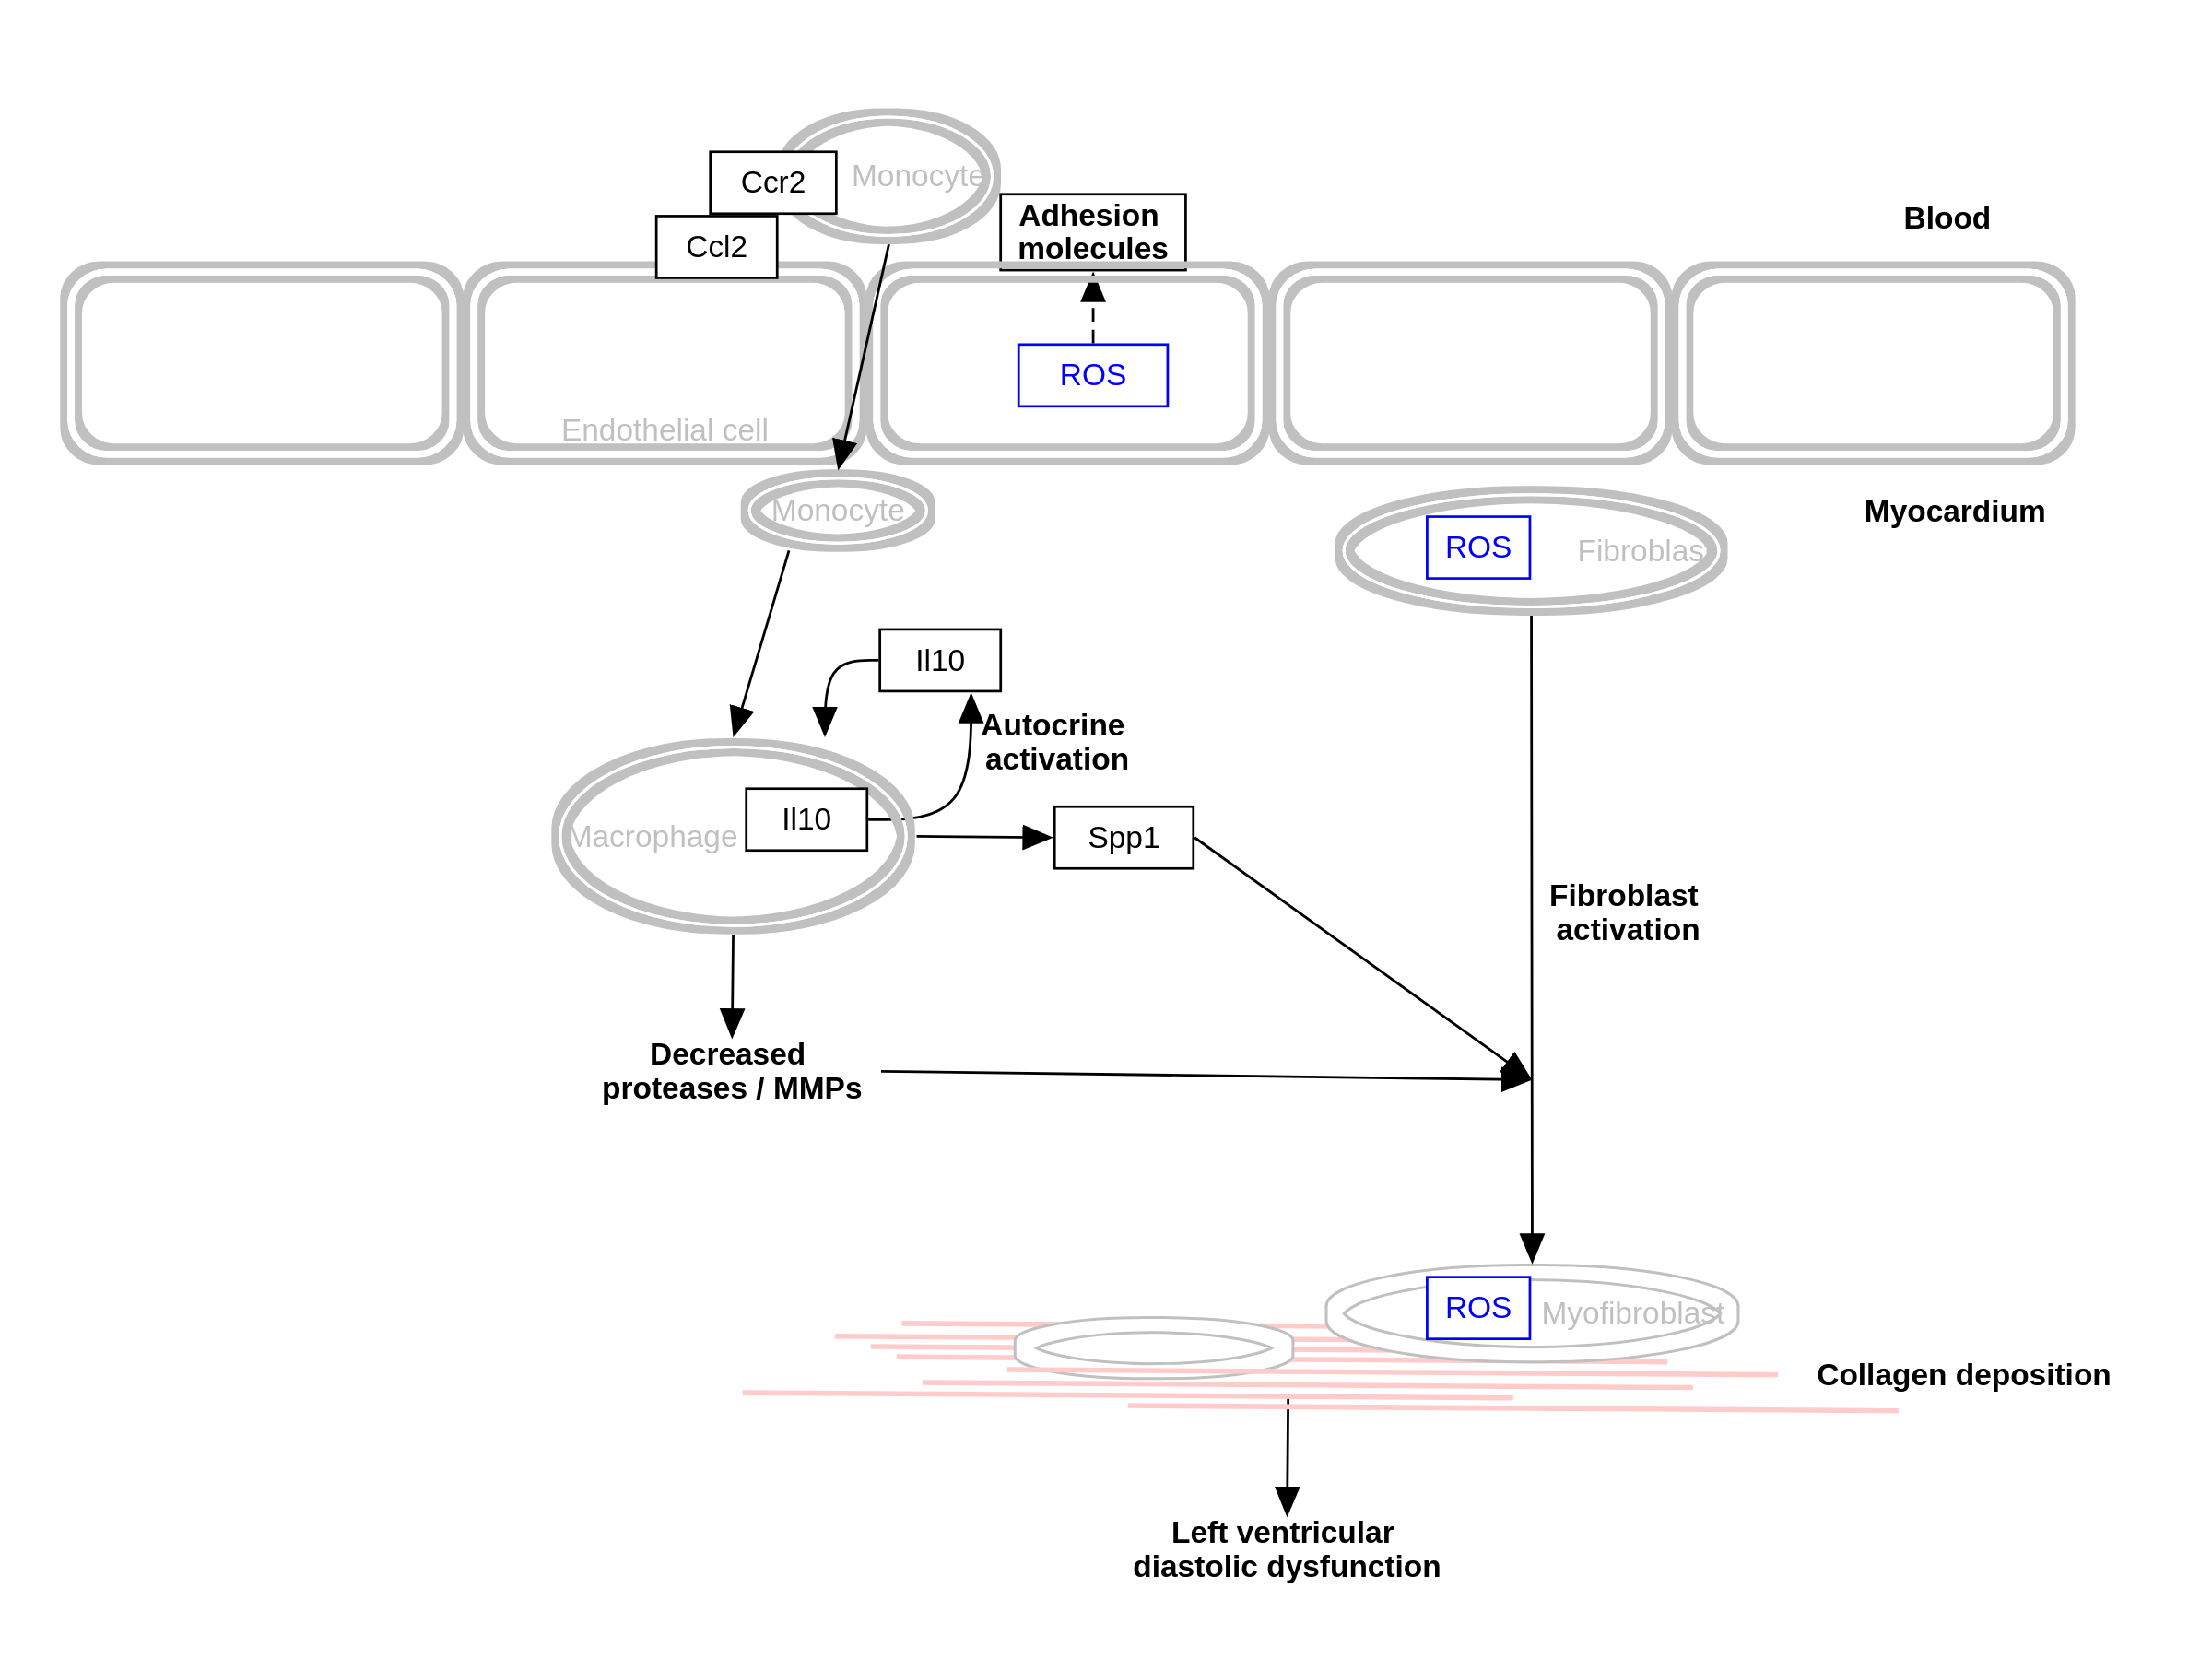 Monocyte
Ccr2
Adhesion
molecules
Blood
Ccl2
ROS
Endothelial cell
Monocyte
Myocardium
ROS
Fibroblas
Il10
Autocrine
activation
Il10
Macrophage
Spp1
Fibroblast
activation
Decreased
proteases / MMPs
ROS
Myofibroblast
Collagen deposition
Left ventricular
diastolic dysfunction